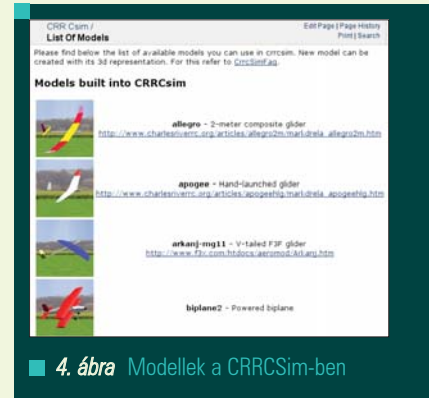 CRR Csim /
List Of Models
Edit Page | Page History
Print | Search
Please find below the list of available models you can use in crrcsim. New model can be
created with its 3d representation. For this refer to CrrcSimFaq.
Models built into CRRCsim
allegro - 2-meter composite glider
http://www.charlesriverrc.org/articles/allegro2m/markdrela_allegro2m.htm
apogee - Hand-launched glider
http://www.charlesriverrc.org/articles/apogeehlg/markdrela_apogeehlg.htm
arkanj-mg11 - V-tailed F3F glider
http://www.f3x.com/htdocs/aeromod/Arkanj.htm
biplane2 - Powered biplane
4. ábra Modellek a CRRCSim-ben